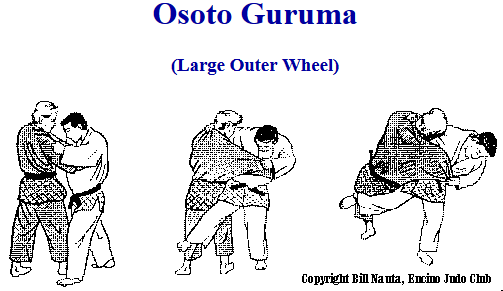 Osoto Guruma
(Large Outer Wheel)
Copyright Bill Nauta, Encino Judo Club